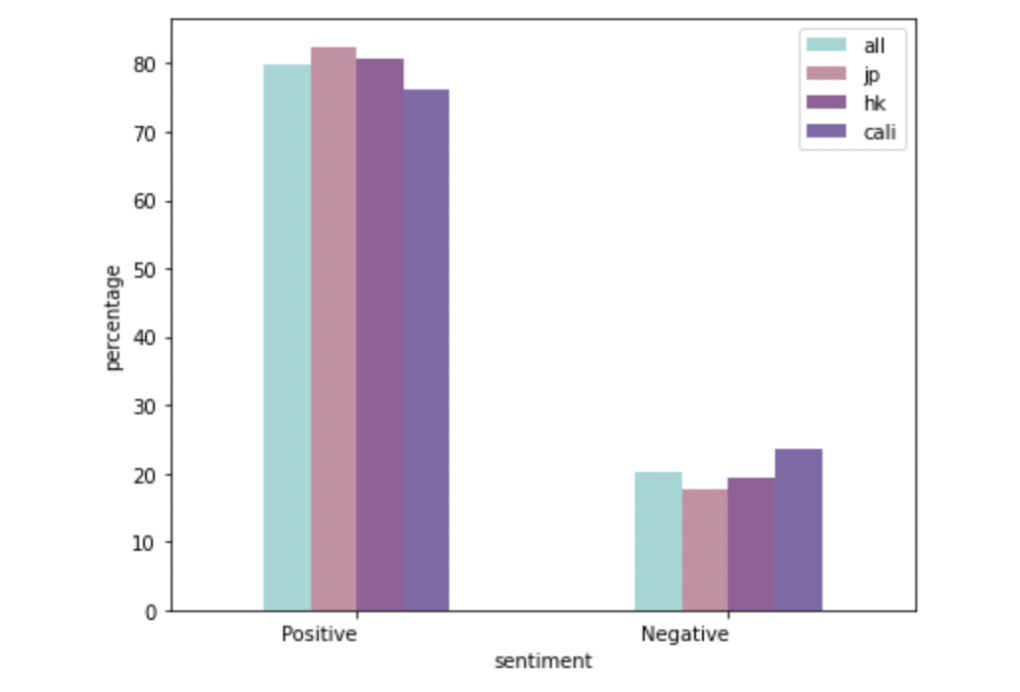 all
jp
hk
cali
80
70
60
50
40
30
20
10
0
percentage
Positive
Negative
sentiment